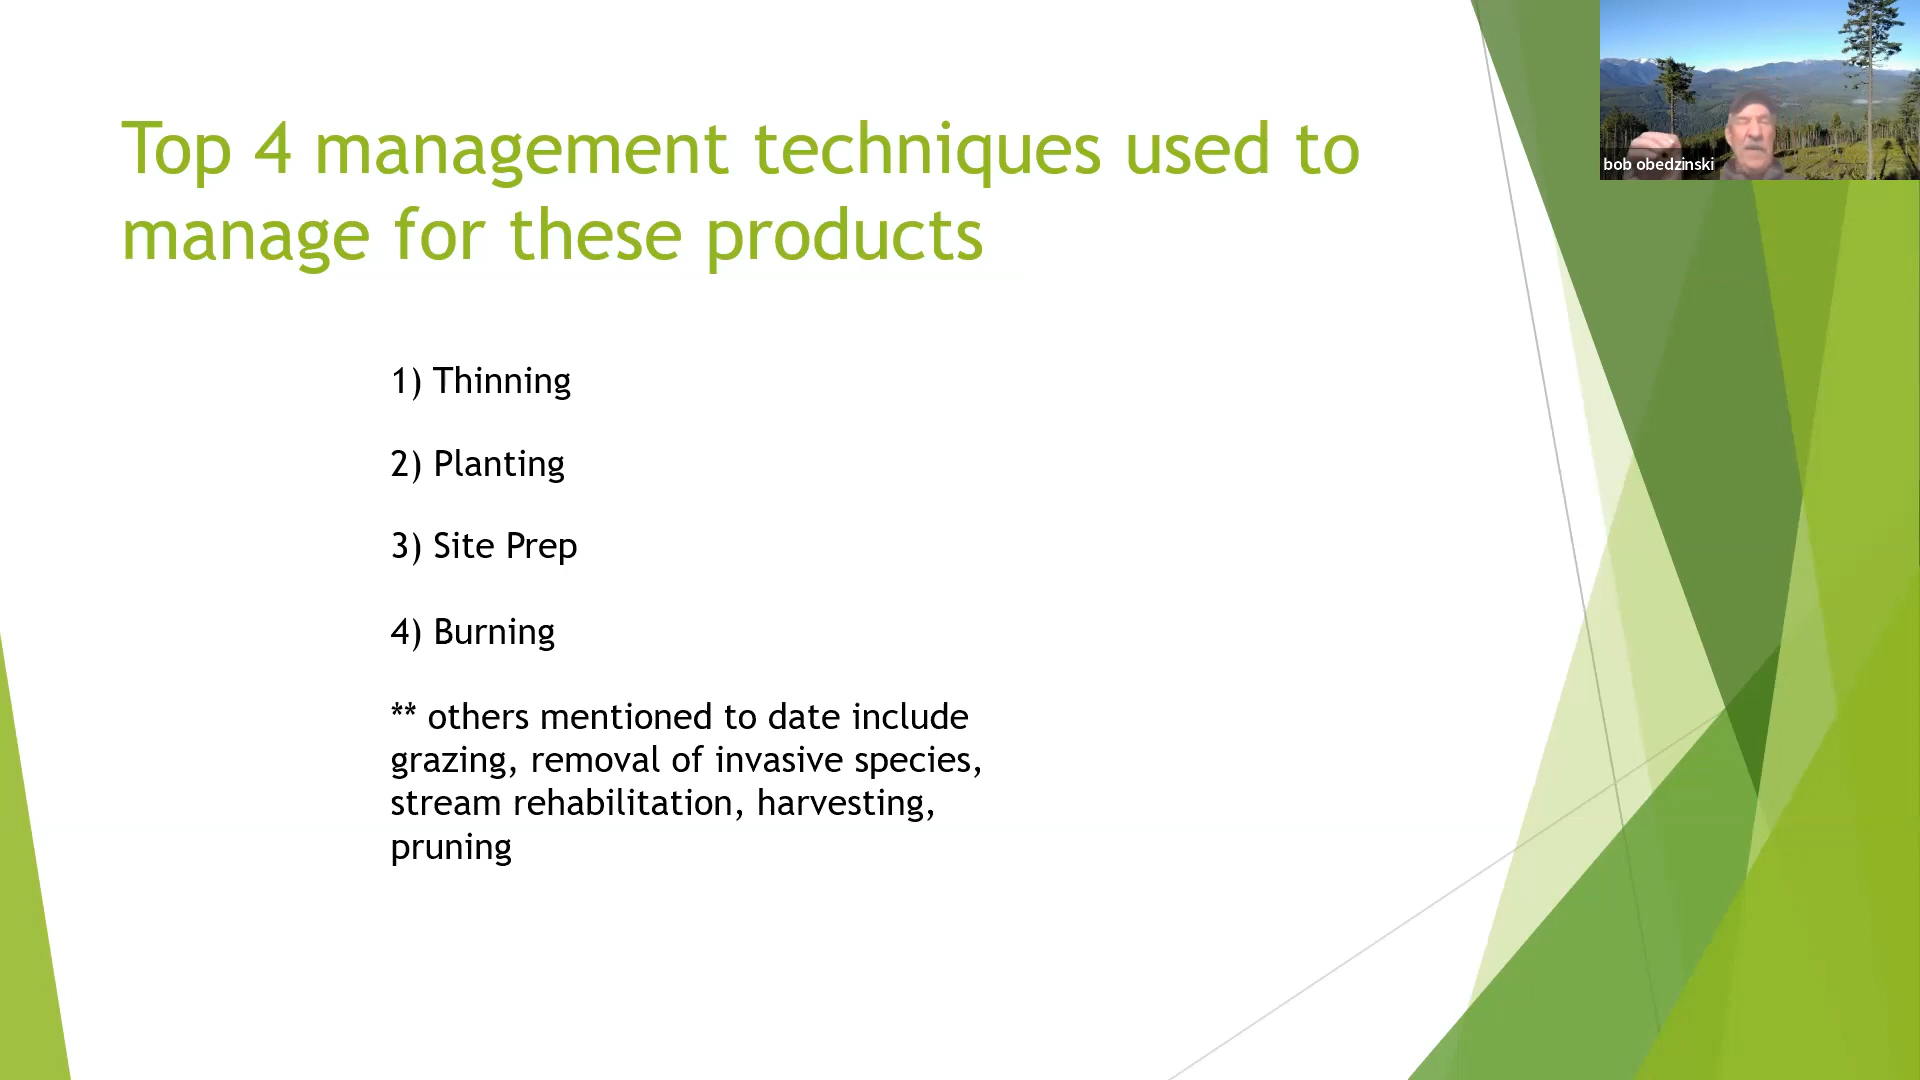 Top 4 management techniques used to
manage for these products
1) Thinning
2) Planting
3) Site Prep
4) Burning
** others mentioned to date include
grazing, removal of invasive species,
stream rehabilitation, harvesting,
pruning
bob obedzinski